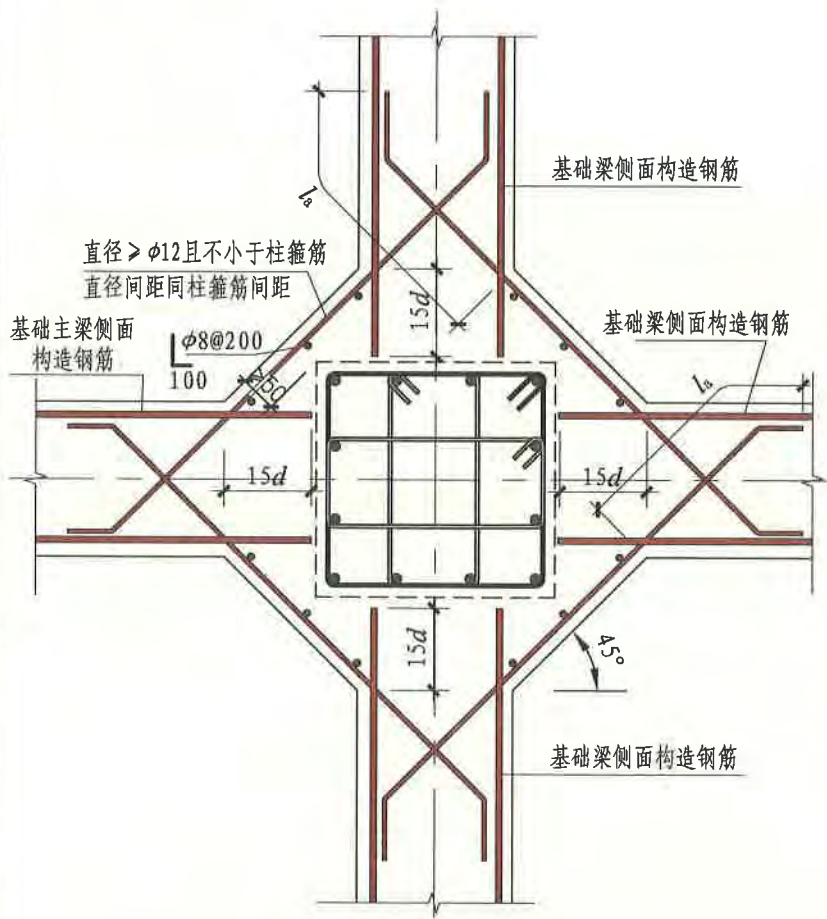 基础梁侧面构造钢筋
lₐ
直径≥ϕ12且不小于柱箍筋
直径间距同柱箍筋间距
15d
基础主梁侧面
构造钢筋
ϕ8@200
100
基础梁侧面构造钢筋
lₐ
15d
15d
15d
45°
基础梁侧面构造钢筋